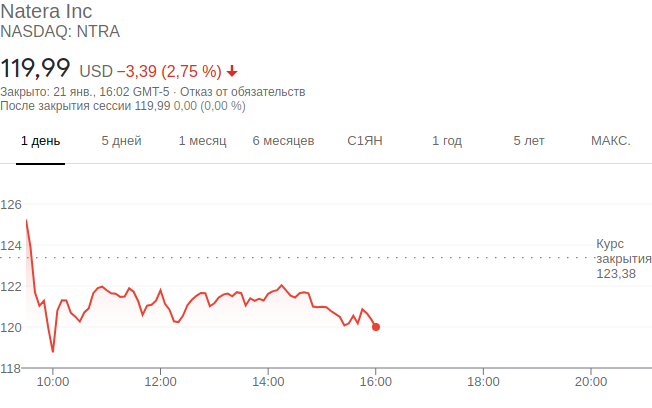 Natera Inc
NASDAQ: NTRA
119,99 USD −3,39 (2,75 %)
Закрыто: 21 янв., 16:02 GMT-5 · Отказ от обязательств
После закрытия сессии 119,99 0,00 (0,00 %)
1 день 5 дней 1 месяц 6 месяцев С1ЯН 1 год 5 лет МАКС.
126
124
Курс
закрытия
123,38
122
120
118
10:00 12:00 14:00 16:00 18:00 20:00